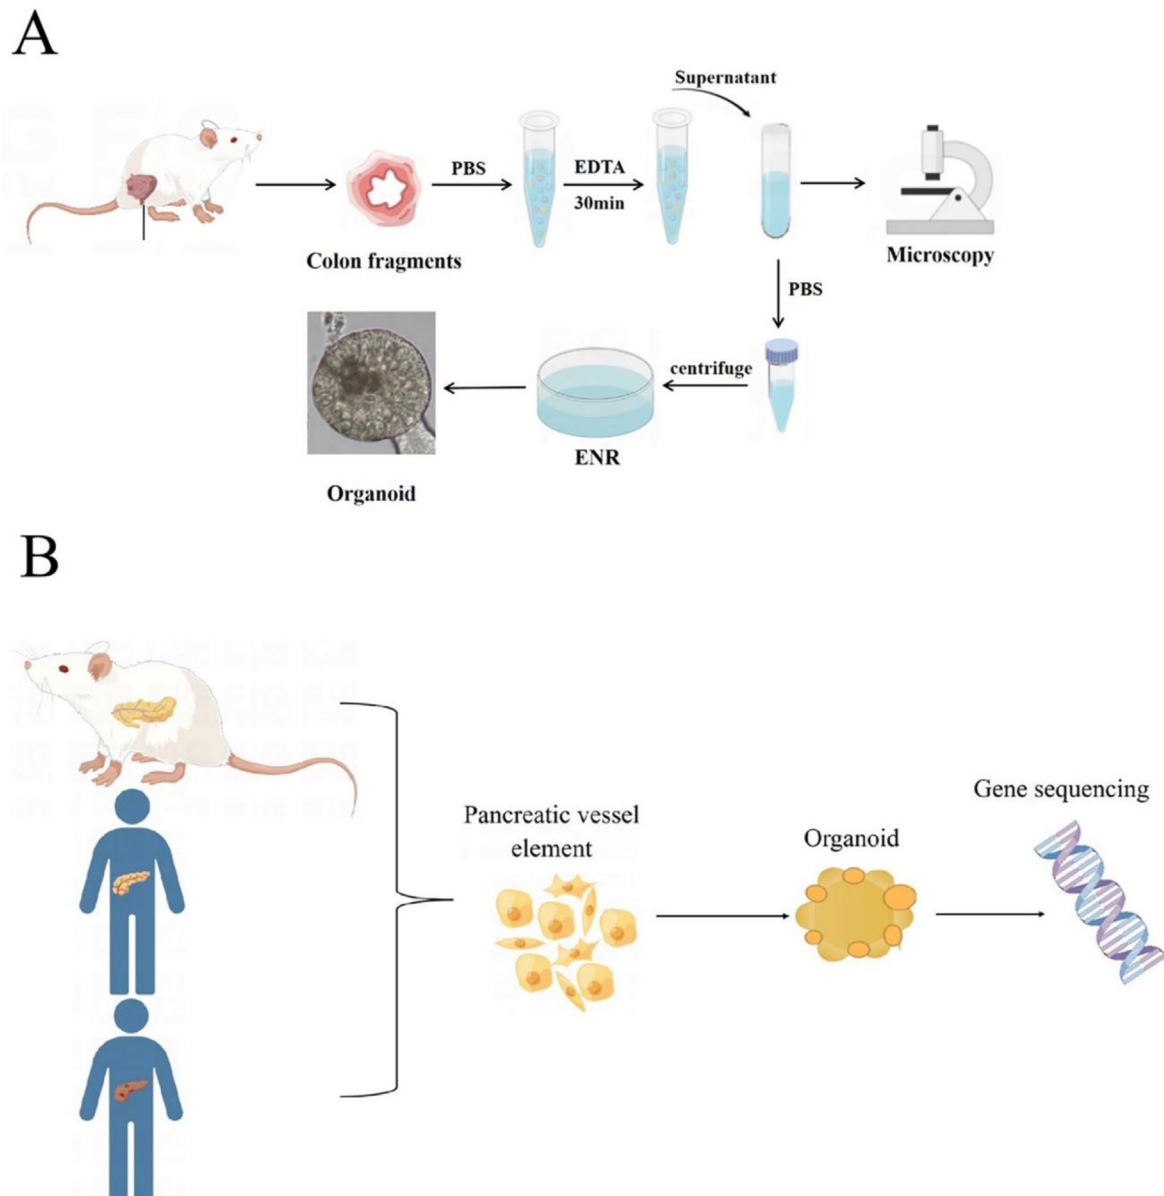 A
Supernatant
PBS
EDTA
30min
Colon fragments
Microscopy
PBS
centrifuge
ENR
Organoid
B
Gene sequencing
Pancreatic vessel
element
Organoid